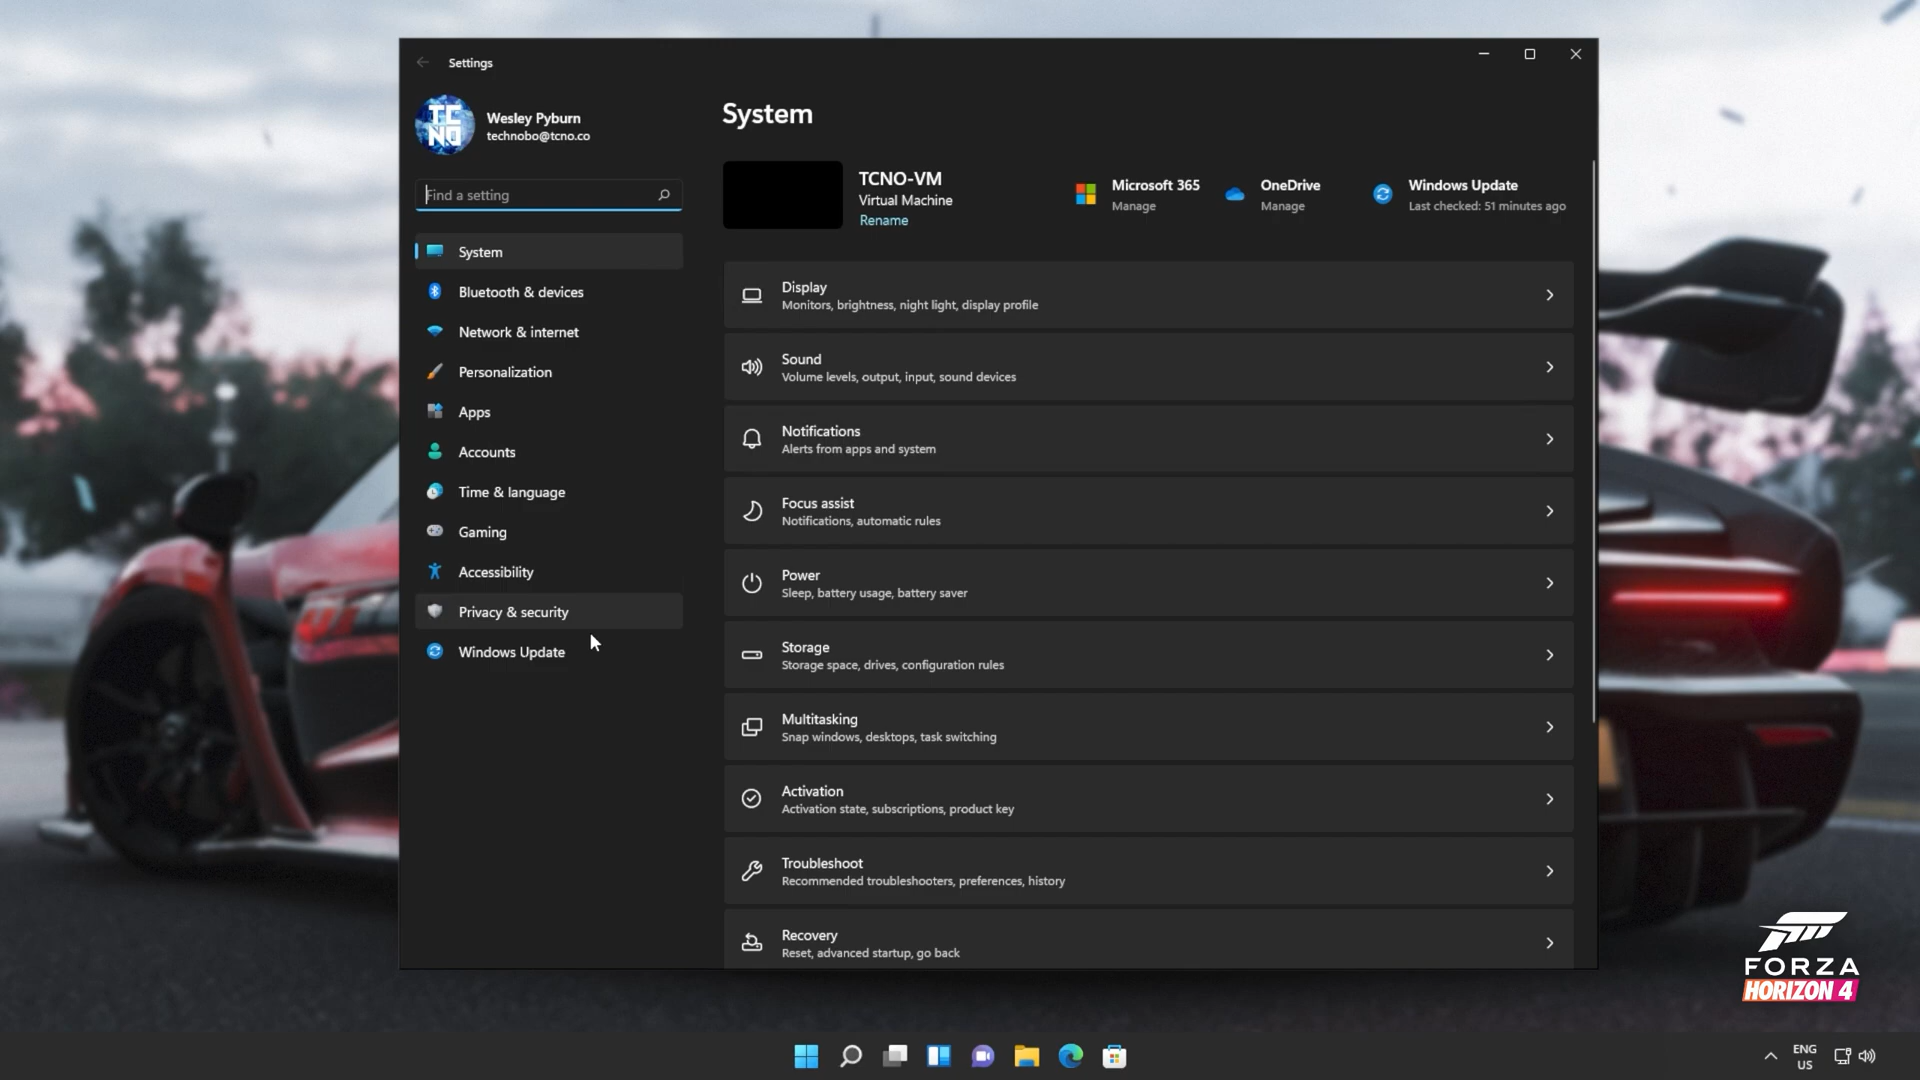 Settings
Wesley Pyburn
technobo@tcno.co
Find a setting
System
Bluetooth & devices
Network & internet
Personalization
Apps
Accounts
Time & language
Gaming
Accessibility
Privacy & security
Windows Update
System
TCNO-VM
Virtual Machine
Rename
Microsoft 365
Manage
OneDrive
Manage
Windows Update
Last checked: 51 minutes ago
Display
Monitors, brightness, night light, display profile
Sound
Volume levels, output, input, sound devices
Notifications
Alerts from apps and system
Focus assist
Notifications, automatic rules
Power
Sleep, battery usage, battery saver
Storage
Storage space, drives, configuration rules
Multitasking
Snap windows, desktops, task switching
Activation
Activation state, subscriptions, product key
Troubleshoot
Recommended troubleshooters, preferences, history
Recovery
Reset, advanced startup, go back
FORZA
HORIZON 4
ENG
US
TC
NO